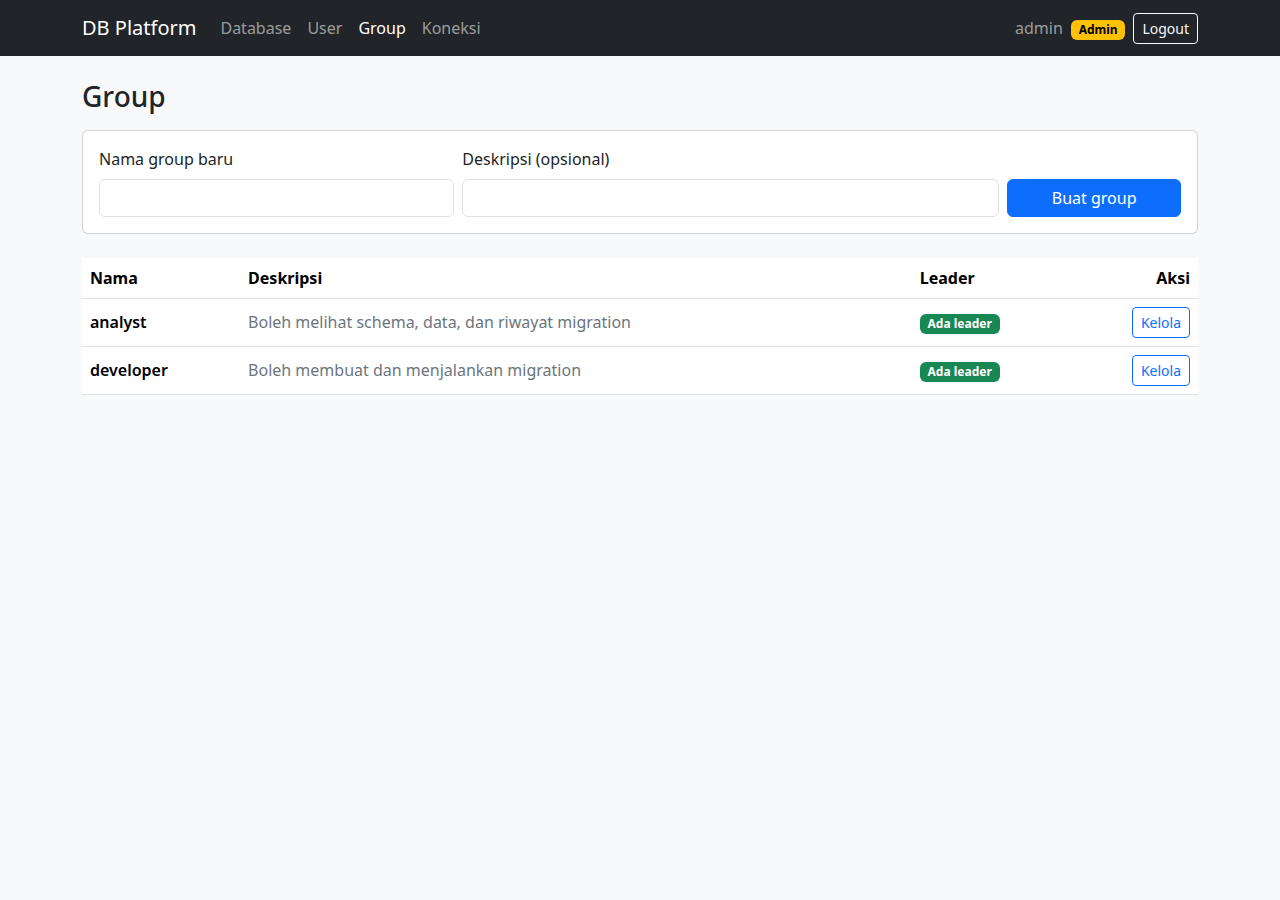 DB Platform Database User Group Koneksi admin Admin Logout
Group
Nama group baru Deskripsi (opsional)
Buat group
Nama Deskripsi Leader Aksi
analyst Boleh melihat schema, data, dan riwayat migration Ada leader Kelola
developer Boleh membuat dan menjalankan migration Ada leader Kelola